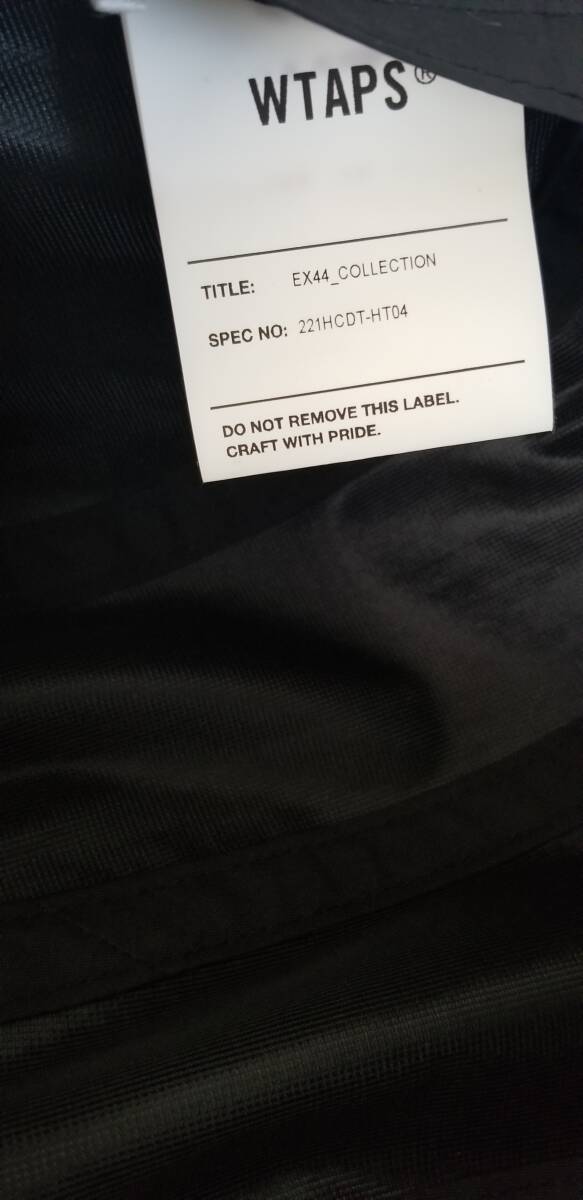 WTAPS®
TITLE: EX44_COLLECTION
SPEC NO: 221HCDT-HT04
DO NOT REMOVE THIS LABEL.
CRAFT WITH PRIDE.